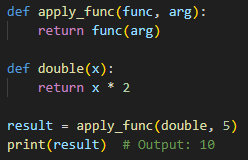 def apply_func(func, arg):
    return func(arg)

def double(x):
    return x * 2

result = apply_func(double, 5)
print(result)  # Output: 10